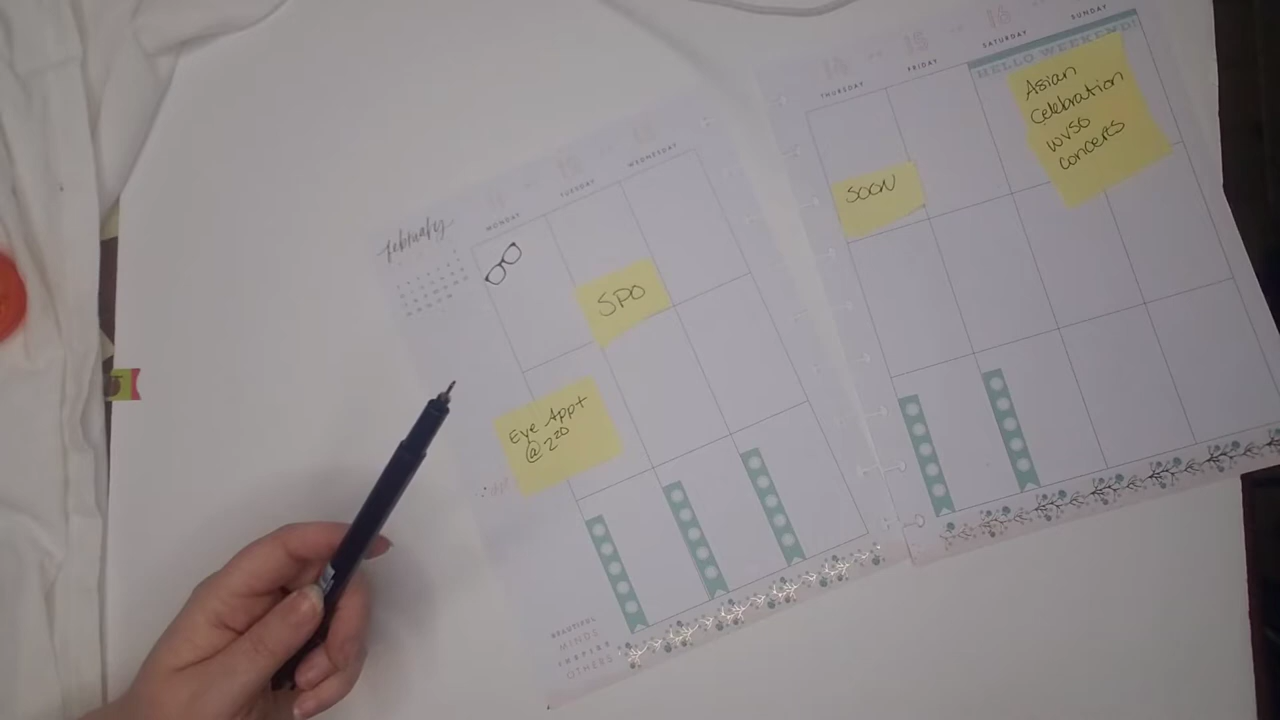 February
MONDAY
TUESDAY
WEDNESDAY
SPO
Eye Appt
@ 220
BEAUTIFUL
MINDS
INSPIRE
OTHERS
THURSDAY
FRIDAY
SATURDAY
SUNDAY
HELLO WEEKEND!
SOON
Asian
Celebration
WVSO
concerts